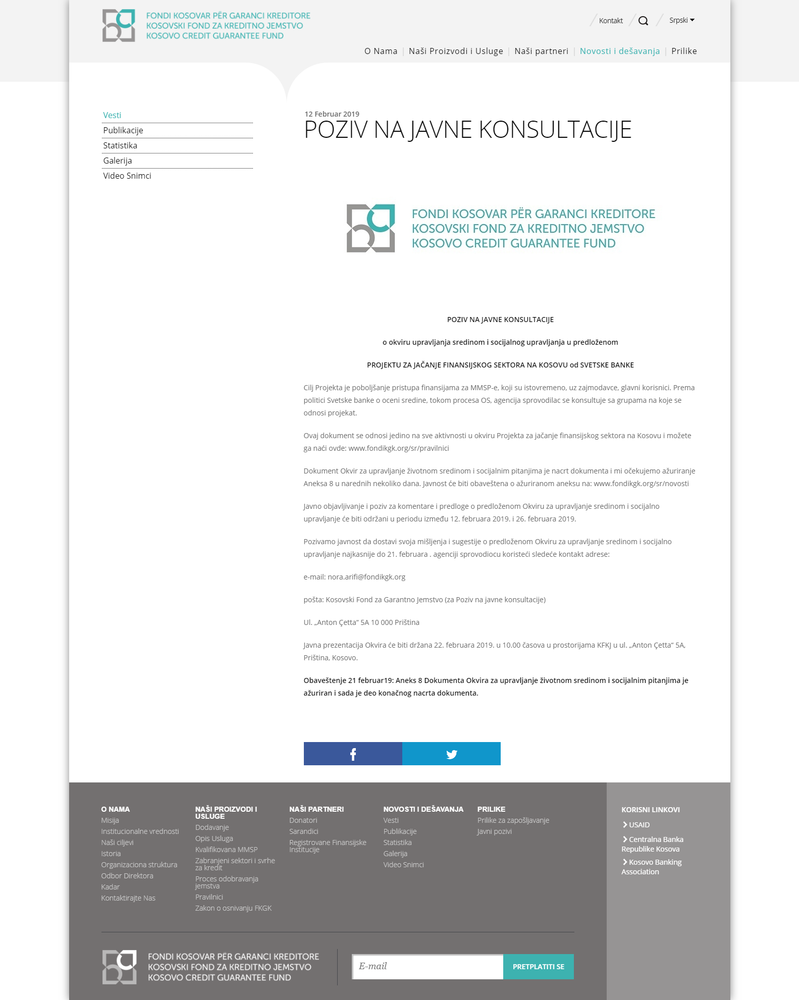 FONDI KOSOVAR PËR GARANCI KREDITORE
KOSOVSKI FOND ZA KREDITNO JEMSTVO
KOSOVO CREDIT GUARANTEE FUND
Kontakt
Srpski
O Nama | Naši Proizvodi i Usluge | Naši partneri | Novosti i dešavanja | Prilike
Vesti
Publikacije
Statistika
Galerija
Video Snimci
12 Februar 2019
POZIV NA JAVNE KONSULTACIJE
FONDI KOSOVAR PËR GARANCI KREDITORE
KOSOVSKI FOND ZA KREDITNO JEMSTVO
KOSOVO CREDIT GUARANTEE FUND
POZIV NA JAVNE KONSULTACIJE
o okviru upravljanja sredinom i socijalnog upravljanja u predloženom
PROJEKTU ZA JAČANJE FINANSIJSKOG SEKTORA NA KOSOVU od SVETSKE BANKE
Cilj Projekta je poboljšanje pristupa finansijama za MMSP-e, koji su istovremeno, uz zajmodavce, glavni korisnici. Prema
politici Svetske banke o oceni sredine, tokom procesa OS, agencija sprovodilac se konsultuje sa grupama na koje se
odnosi projekat.
Ovaj dokument se odnosi jedino na sve aktivnosti u okviru Projekta za jačanje finansijskog sektora na Kosovu i možete
ga naći ovde: www.fondikgk.org/sr/pravilnici
Dokument Okvir za upravljanje životnom sredinom i socijalnim pitanjima je nacrt dokumenta i mi očekujemo ažuriranje
Aneksa 8 u narednih nekoliko dana. Javnost će biti obaveštena o ažuriranom aneksu na: www.fondikgk.org/sr/novosti
Javno objavljivanje i poziv za komentare i predloge o predloženom Okviru za upravljanje sredinom i socijalno
upravljanje će biti održani u periodu između 12. februara 2019. i 26. februara 2019.
Pozivamo javnost da dostavi svoja mišljenja i sugestije o predloženom Okviru za upravljanje sredinom i socijalno
upravljanje najkasnije do 21. februara . agenciji sprovodiocu koristeći sledeće kontakt adrese:
e-mail: nora.arifi@fondikgk.org
pošta: Kosovski Fond za Garantno Jemstvo (za Poziv na javne konsultacije)
Ul. „Anton Çetta“ 5A 10 000 Priština
Javna prezentacija Okvira će biti držana 22. februara 2019. u 10.00 časova u prostorijama KFKJ u ul. „Anton Çetta“ 5A,
Priština, Kosovo.
Obaveštenje 21 februar19: Aneks 8 Dokumenta Okvira za upravljanje životnom sredinom i socijalnim pitanjima je
ažuriran i sada je deo konačnog nacrta dokumenta.
O NAMA
Misija
Institucionalne vrednosti
Naši ciljevi
Istoria
Organizaciona struktura
Odbor Direktora
Kadar
Kontaktirajte Nas
NAŠI PROIZVODI I
USLUGE
Dodavanje
Opis Usluga
Kvalifikovana MMSP
Zabranjeni sektori i svrhe
za kredit
Proces odobravanja
jemstva
Pravilnici
Zakon o osnivanju FKGK
NAŠI PARTNERI
Donatori
Sarandici
Registrovane Finansijske
Institucije
NOVOSTI I DEŠAVANJA
Vesti
Publikacije
Statistika
Galerija
Video Snimci
PRILIKE
Prilike za zapošljavanje
Javni pozivi
KORISNI LINKOVI
USAID
Centralna Banka
Republike Kosova
Kosovo Banking
Association
FONDI KOSOVAR PËR GARANCI KREDITORE
KOSOVSKI FOND ZA KREDITNO JEMSTVO
KOSOVO CREDIT GUARANTEE FUND
E-mail
PRETPLATITI SE